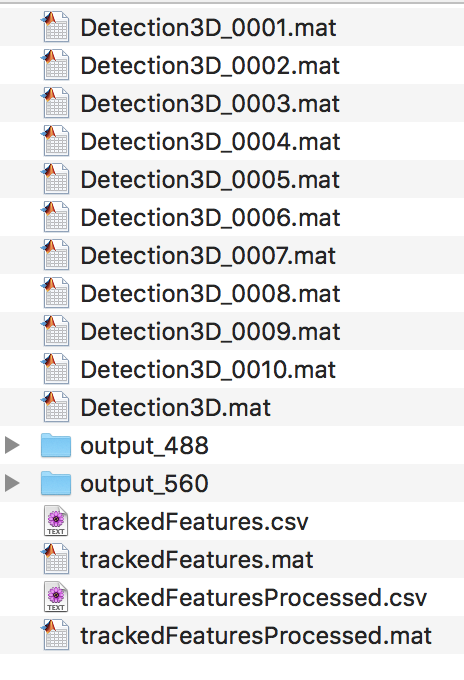 Detection3D_0001.mat
Detection3D_0002.mat
Detection3D_0003.mat
Detection3D_0004.mat
Detection3D_0005.mat
Detection3D_0006.mat
Detection3D_0007.mat
Detection3D_0008.mat
Detection3D_0009.mat
Detection3D_0010.mat
Detection3D.mat
output_488
output_560
TEXT trackedFeatures.csv
trackedFeatures.mat
TEXT trackedFeaturesProcessed.csv
trackedFeaturesProcessed.mat